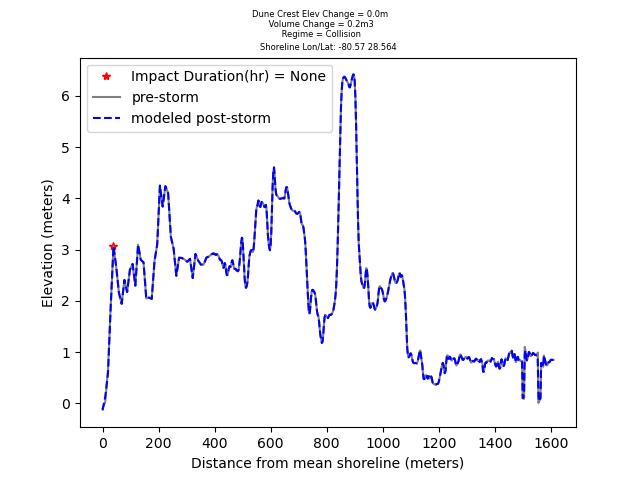 Dune Crest Elev Change = 0.0m
Volume Change = 0.2m3
Regime = Collision
Shoreline Lon/Lat: -80.57 28.564
Impact Duration(hr) = None
pre-storm
modeled post-storm
Elevation (meters)
6
5
4
3
2
1
0
0 200 400 600 800 1000 1200 1400 1600
Distance from mean shoreline (meters)